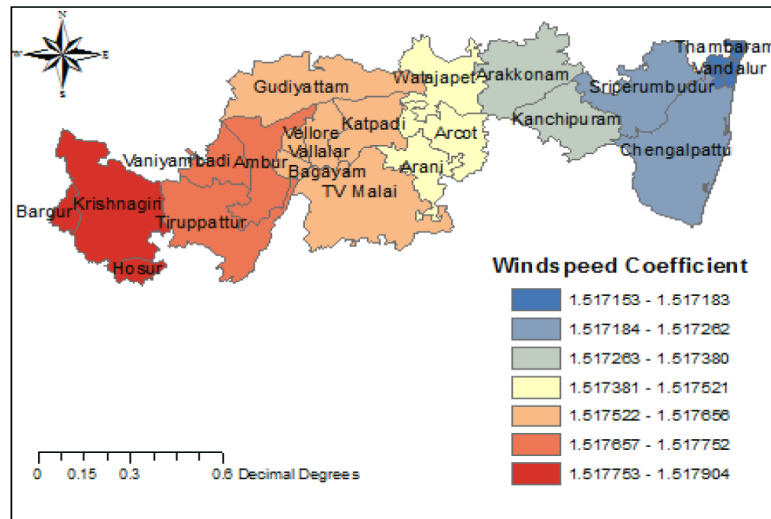 N
W E
S
Thambaram
Vandalur
Walajapet
Arakkonam
Sriperumbudur
Gudiyattam
Kanchipuram
Katpadi
Vellore
Arcot
Vallalar
Chengalpattu
Vaniyambadi
Ambur
Bagayam
Arani
TV Malai
Krishnagiri
Bargur
Tiruppattur
Hosur
Windspeed Coefficient
1.517153 - 1.517183
1.517184 - 1.517262
1.517263 - 1.517380
1.517381 - 1.517521
1.517522 - 1.517656
1.517657 - 1.517752
1.517753 - 1.517904
0 0.15 0.3 0.6 Decimal Degrees